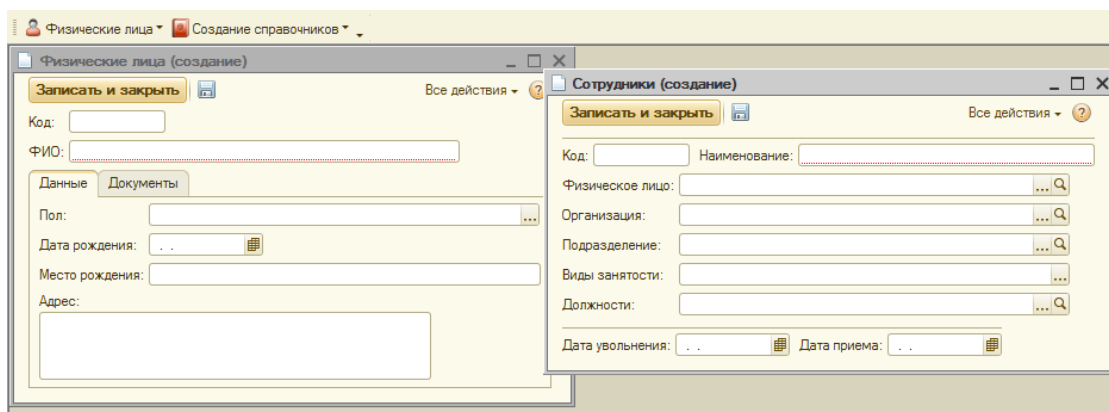 Физические лица Создание справочников
Физические лица (создание)
Записать и закрыть Все действия ?
Код:
ФИО:
Данные Документы
Пол: ...
Дата рождения: . .
Место рождения:
Адрес:
Сотрудники (создание)
Записать и закрыть Все действия ?
Код: Наименование:
Физическое лицо: ...
Организация: ...
Подразделение: ...
Виды занятости: ...
Должности: ...
Дата увольнения: . . Дата приема: . .